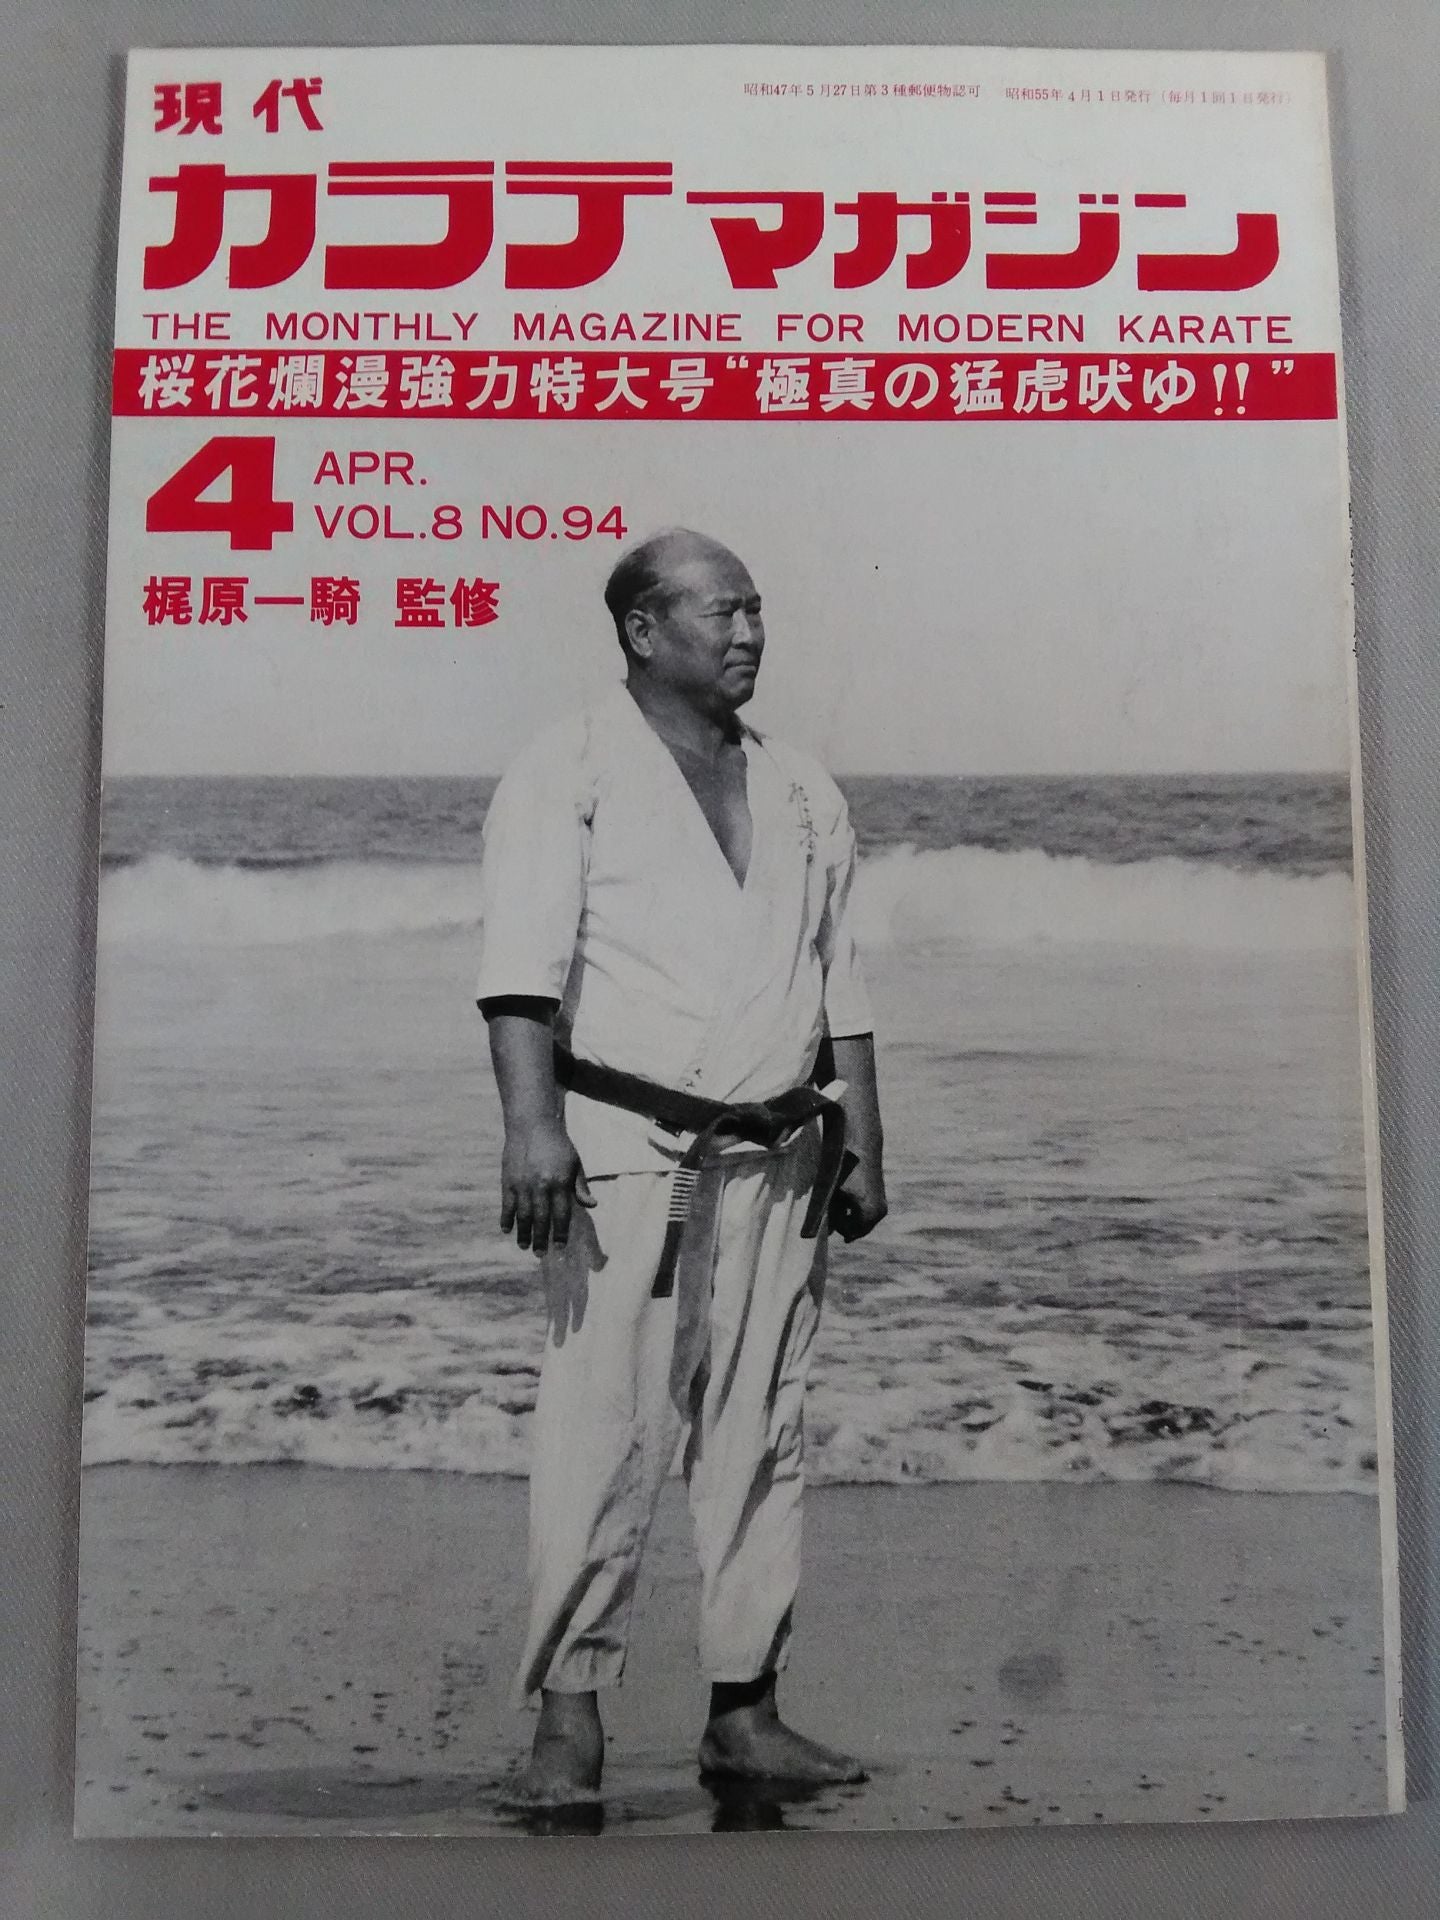 昭和47年5月27日第3種郵便物認可 昭和55年4月1日発行(毎月1回1日発行)
現代
カラテマガジン
THE MONTHLY MAGAZINE FOR MODERN KARATE
桜花爛漫強力特大号“極真の猛虎吠ゆ!!”
4 APR.
VOL.8 NO.94
梶原一騎 監修